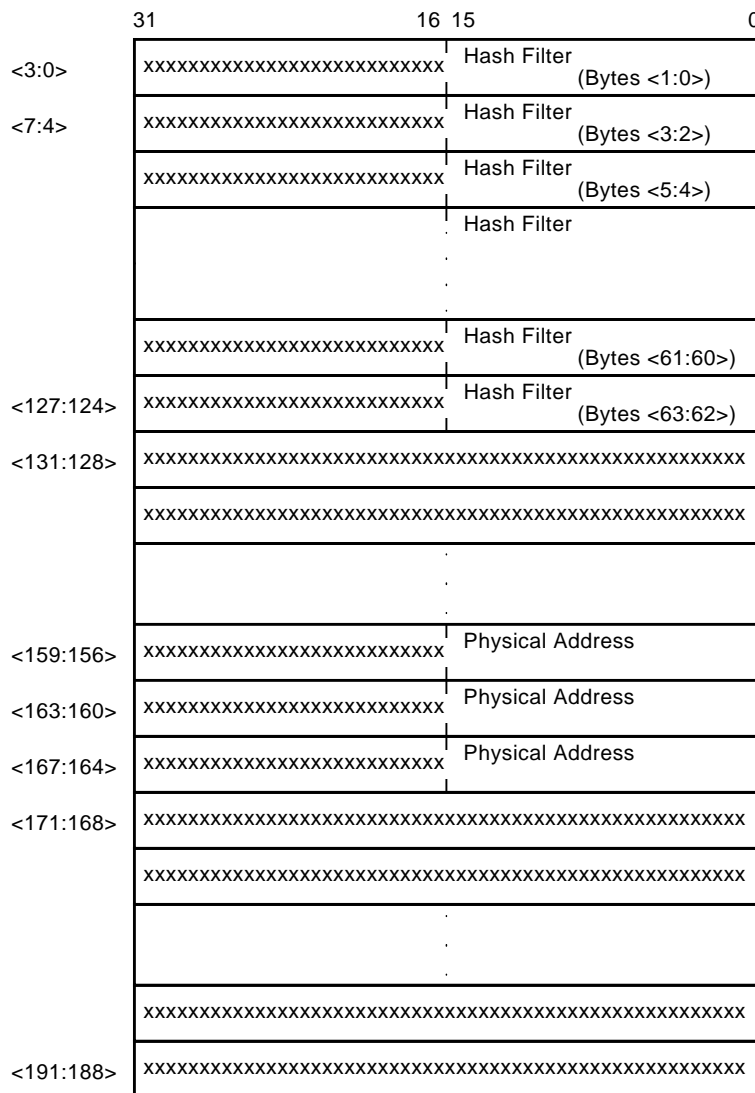 31 16 15 0
<3:0> xxxxxxxxxxxxxxxxxxxxxxxxxxx Hash Filter
(Bytes <1:0>)
<7:4> xxxxxxxxxxxxxxxxxxxxxxxxxxx Hash Filter
(Bytes <3:2>)
xxxxxxxxxxxxxxxxxxxxxxxxxxx Hash Filter
(Bytes <5:4>)
Hash Filter
xxxxxxxxxxxxxxxxxxxxxxxxxxx Hash Filter
(Bytes <61:60>)
<127:124> xxxxxxxxxxxxxxxxxxxxxxxxxxx Hash Filter
(Bytes <63:62>)
<131:128> xxxxxxxxxxxxxxxxxxxxxxxxxxxxxxxxxxxxxxxxxxxxxxxxxxxxxx
xxxxxxxxxxxxxxxxxxxxxxxxxxxxxxxxxxxxxxxxxxxxxxxxxxxxxx
<159:156> xxxxxxxxxxxxxxxxxxxxxxxxxxx Physical Address
<163:160> xxxxxxxxxxxxxxxxxxxxxxxxxxx Physical Address
<167:164> xxxxxxxxxxxxxxxxxxxxxxxxxxx Physical Address
<171:168> xxxxxxxxxxxxxxxxxxxxxxxxxxxxxxxxxxxxxxxxxxxxxxxxxxxxxx
xxxxxxxxxxxxxxxxxxxxxxxxxxxxxxxxxxxxxxxxxxxxxxxxxxxxxx
xxxxxxxxxxxxxxxxxxxxxxxxxxxxxxxxxxxxxxxxxxxxxxxxxxxxxx
<191:188> xxxxxxxxxxxxxxxxxxxxxxxxxxxxxxxxxxxxxxxxxxxxxxxxxxxxxx